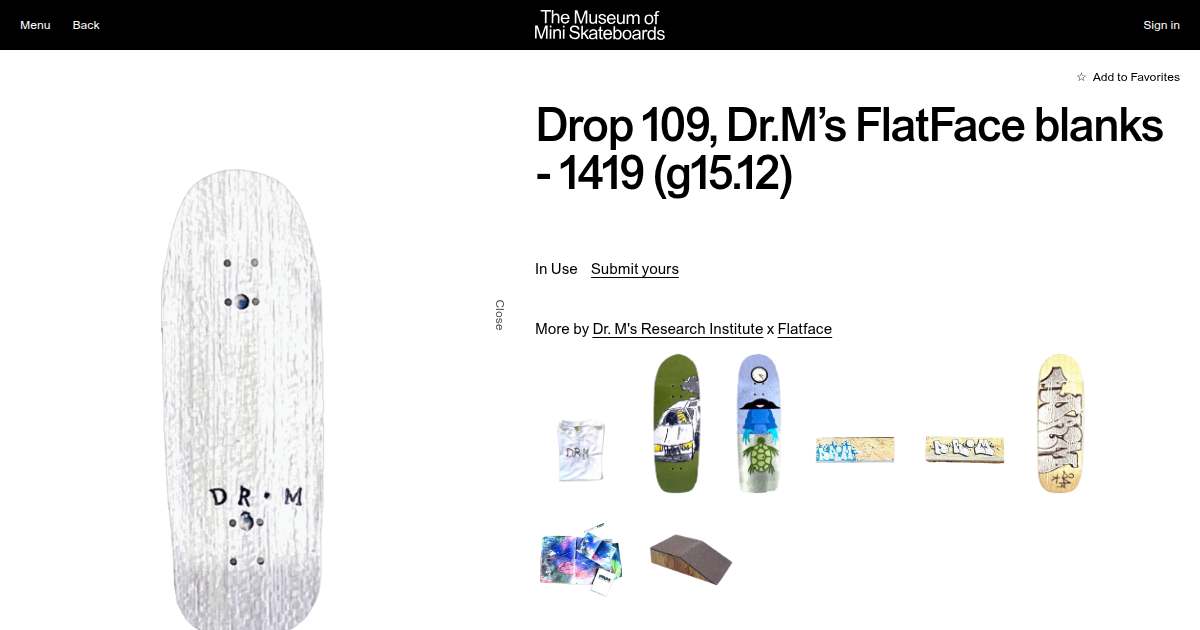 Menu Back
The Museum of
Mini Skateboards
Sign in
☆ Add to Favorites
Drop 109, Dr.M’s FlatFace blanks
- 1419 (g15.12)
In Use Submit yours
Close
More by Dr. M's Research Institute x Flatface
DR•M
DRM